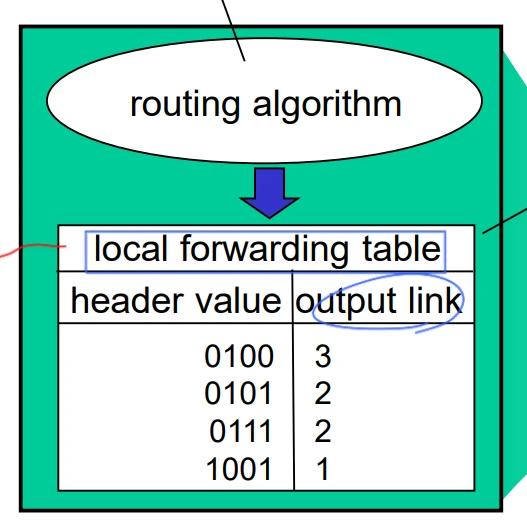 routing algorithm
local forwarding table
header value output link
0100 3
0101 2
0111 2
1001 1